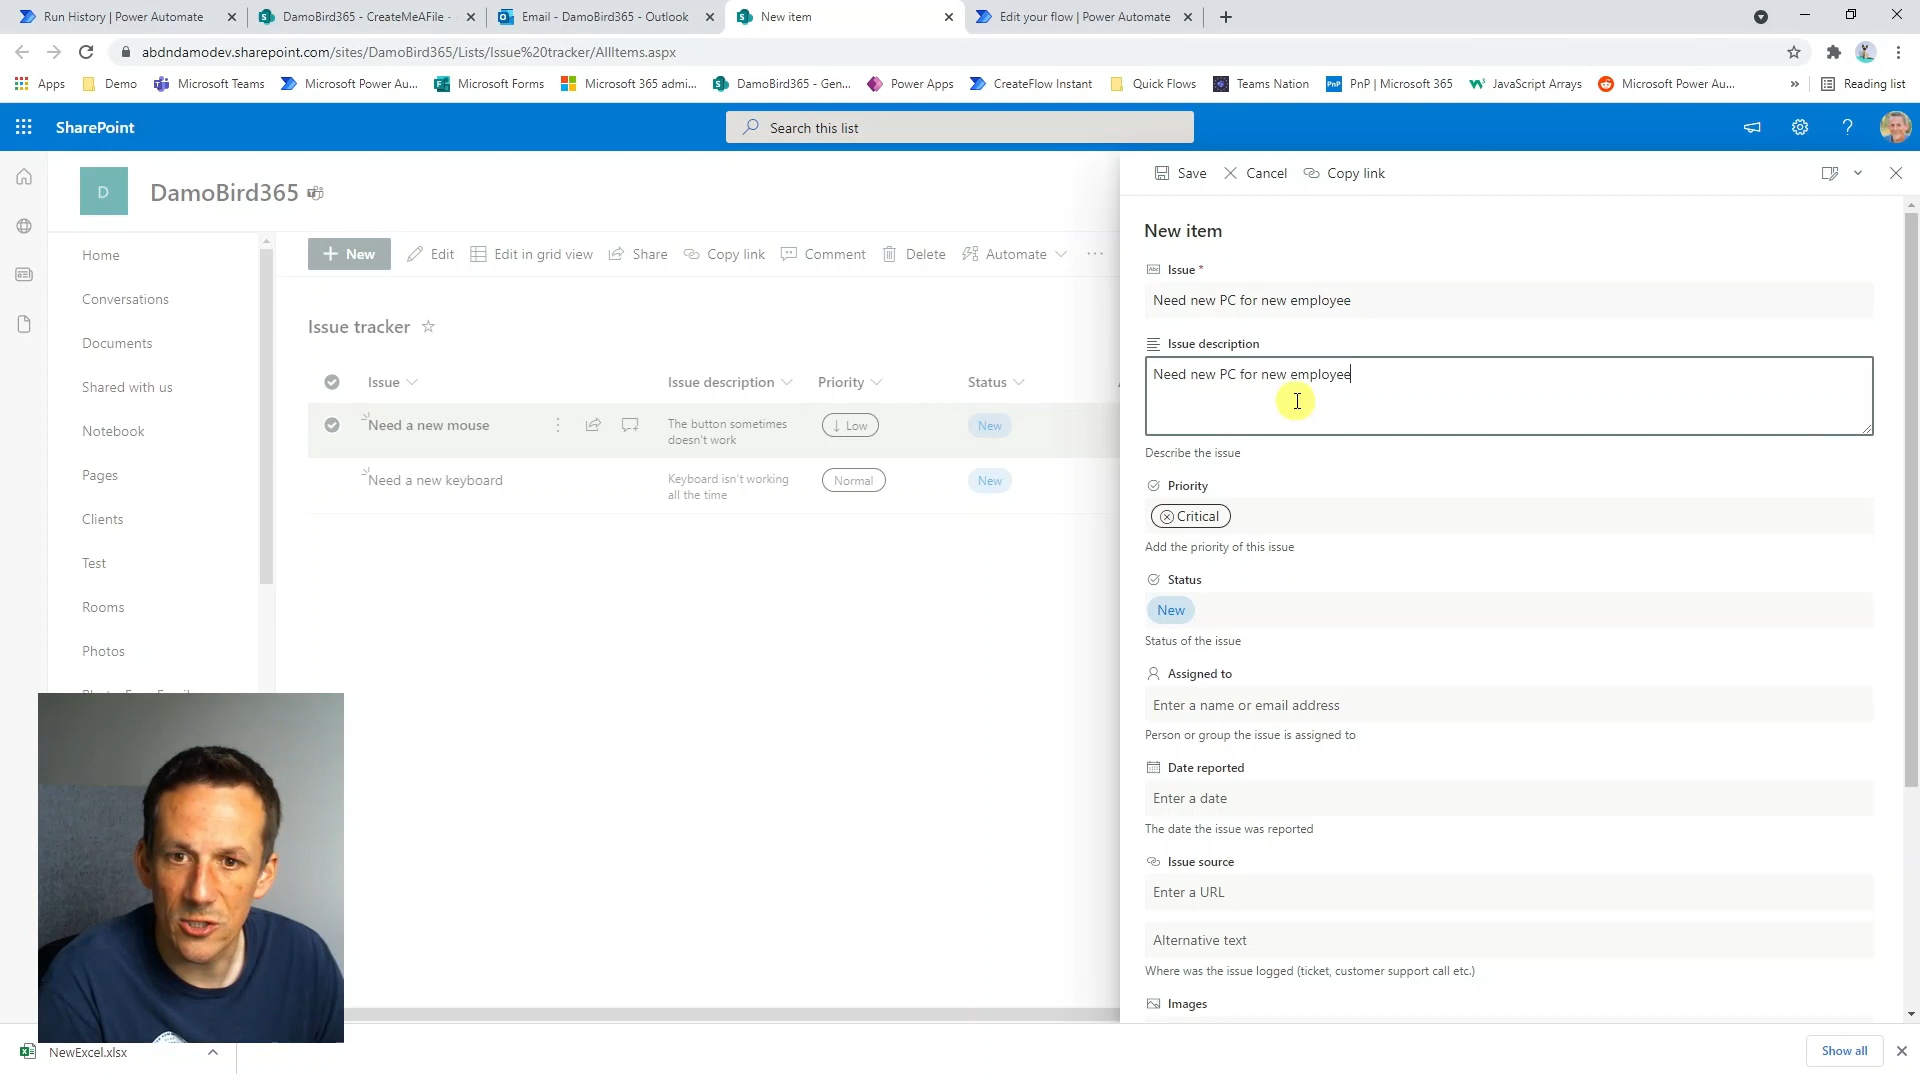 Run History | Power Automate
DamoBird365 - CreateMeAFile -
Email - DamoBird365 - Outlook
New item
Edit your flow | Power Automate
abdndamodev.sharepoint.com/sites/DamoBird365/Lists/Issue%20tracker/AllItems.aspx
Apps
Demo
Microsoft Teams
Microsoft Power Au...
Microsoft Forms
Microsoft 365 admi...
DamoBird365 - Gen...
Power Apps
CreateFlow Instant
Quick Flows
Teams Nation
PnP | Microsoft 365
JavaScript Arrays
Microsoft Power Au...
»
Reading list
SharePoint
Search this list
D
DamoBird365
Home
Conversations
Documents
Shared with us
Notebook
Pages
Clients
Test
Rooms
Photos
New
Edit
Edit in grid view
Share
Copy link
Comment
Delete
Automate
Issue tracker
Issue
Issue description
Priority
Status
Need a new mouse
The button sometimes
doesn't work
↓ Low
New
Need a new keyboard
Keyboard isn't working
all the time
Normal
New
Save
Cancel
Copy link
New item
Issue *
Need new PC for new employee
Issue description
Need new PC for new employee
Describe the issue
Priority
Critical
Add the priority of this issue
Status
New
Status of the issue
Assigned to
Enter a name or email address
Person or group the issue is assigned to
Date reported
Enter a date
The date the issue was reported
Issue source
Enter a URL
Alternative text
Where was the issue logged (ticket, customer support call etc.)
Images
NewExcel.xlsx
Show all